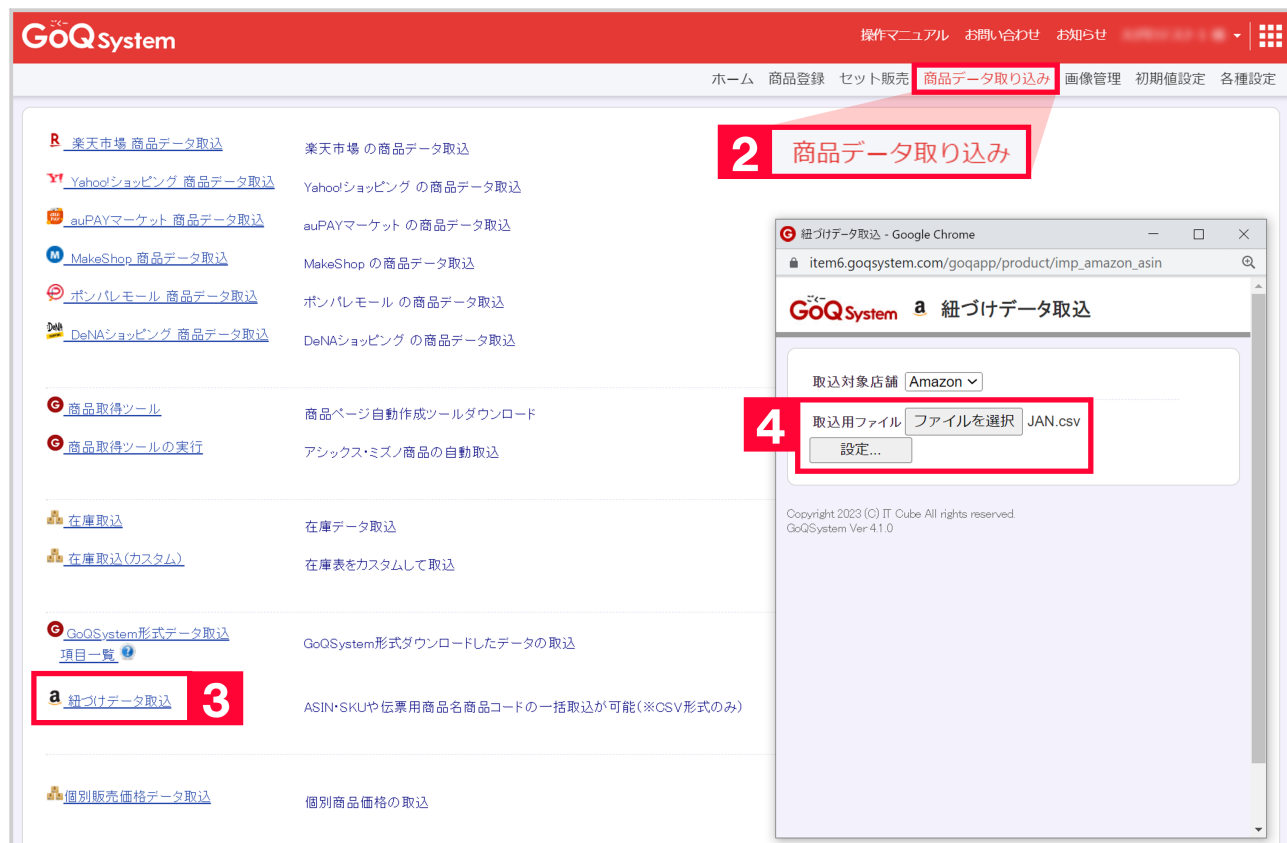 ごくー
GoQSystem
操作マニュアル お問い合わせ お知らせ
ホーム 商品登録 セット販売 商品データ取り込み 画像管理 初期値設定 各種設定
2 商品データ取り込み
楽天市場 商品データ取込 楽天市場 の商品データ取込
Yahoo!ショッピング 商品データ取込 Yahoo!ショッピング の商品データ取込
auPAYマーケット 商品データ取込 auPAYマーケット の商品データ取込
MakeShop 商品データ取込 MakeShop の商品データ取込
ポンパレモール 商品データ取込 ポンパレモール の商品データ取込
DeNAショッピング 商品データ取込 DeNAショッピング の商品データ取込
商品取得ツール 商品ページ自動作成ツールダウンロード
商品取得ツールの実行 アシックス・ミズノ商品の自動取込
在庫取込 在庫データ取込
在庫取込(カスタム) 在庫表をカスタムして取込
GoQSystem形式データ取込 GoQSystem形式ダウンロードしたデータの取込
項目一覧
a 紐づけデータ取込 3 ASIN・SKUや伝票用商品名商品コードの一括取込が可能(※CSV形式のみ)
個別販売価格データ取込 個別商品価格の取込
紐づけデータ取込 - Google Chrome
item6.goqsystem.com/goqapp/product/imp_amazon_asin
ごくー
GoQSystem a 紐づけデータ取込
取込対象店舗 Amazon
4 取込用ファイル ファイルを選択 JAN.csv
設定...
Copyright 2023 (C) IT Cube All rights reserved.
GoQSystem Ver 4.1.0